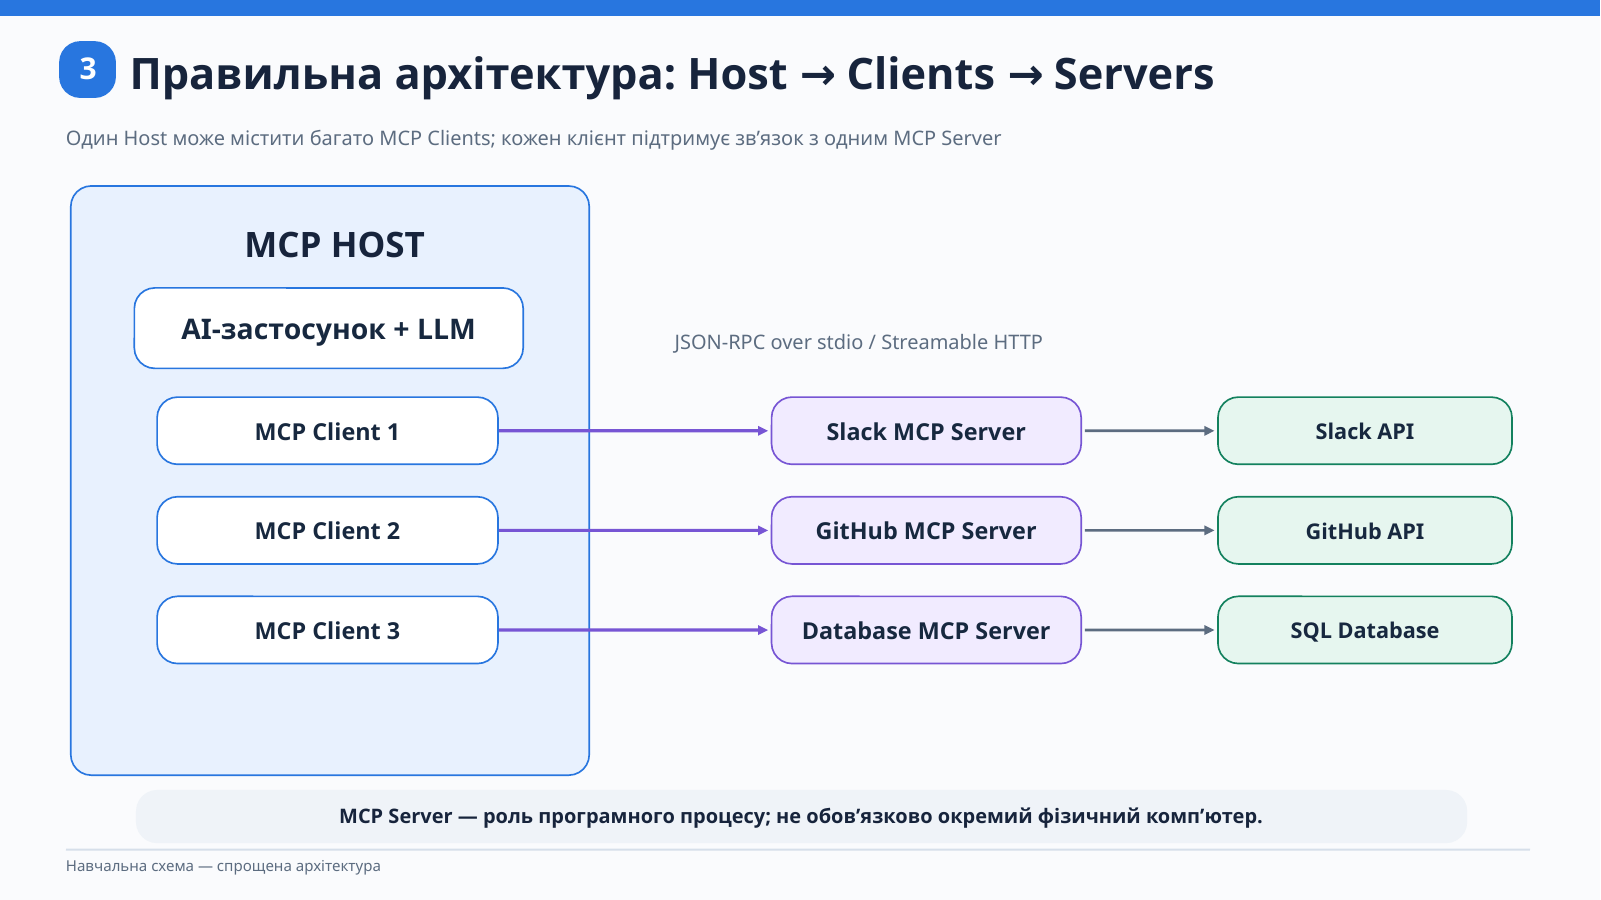 3
Правильна архітектура: Host → Clients → Servers
Один Host може містити багато MCP Clients; кожен клієнт підтримує зв’язок з одним MCP Server
MCP HOST
AI-застосунок + LLM
JSON-RPC over stdio / Streamable HTTP
MCP Client 1
Slack MCP Server
Slack API
MCP Client 2
GitHub MCP Server
GitHub API
MCP Client 3
Database MCP Server
SQL Database
MCP Server — роль програмного процесу; не обов’язково окремий фізичний комп’ютер.
Навчальна схема — спрощена архітектура